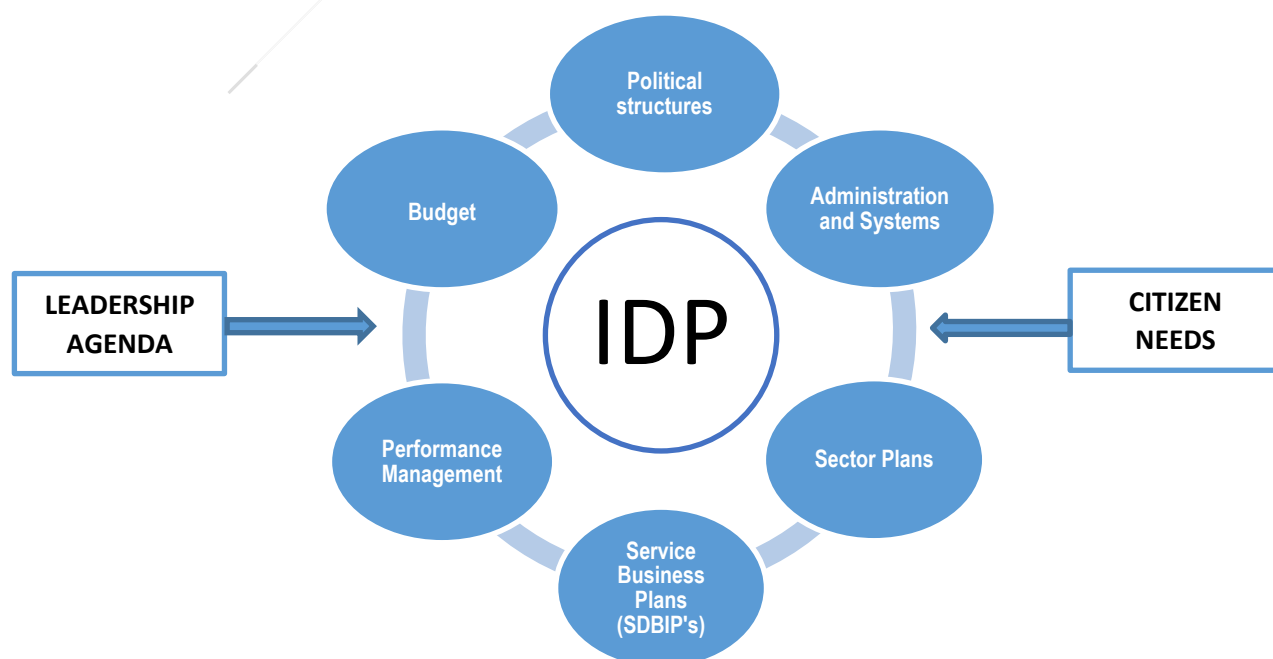 Political
structures
Budget
Administration
and Systems
LEADERSHIP
AGENDA
IDP
CITIZEN
NEEDS
Performance
Management
Sector Plans
Service
Business
Plans
(SDBIP's)